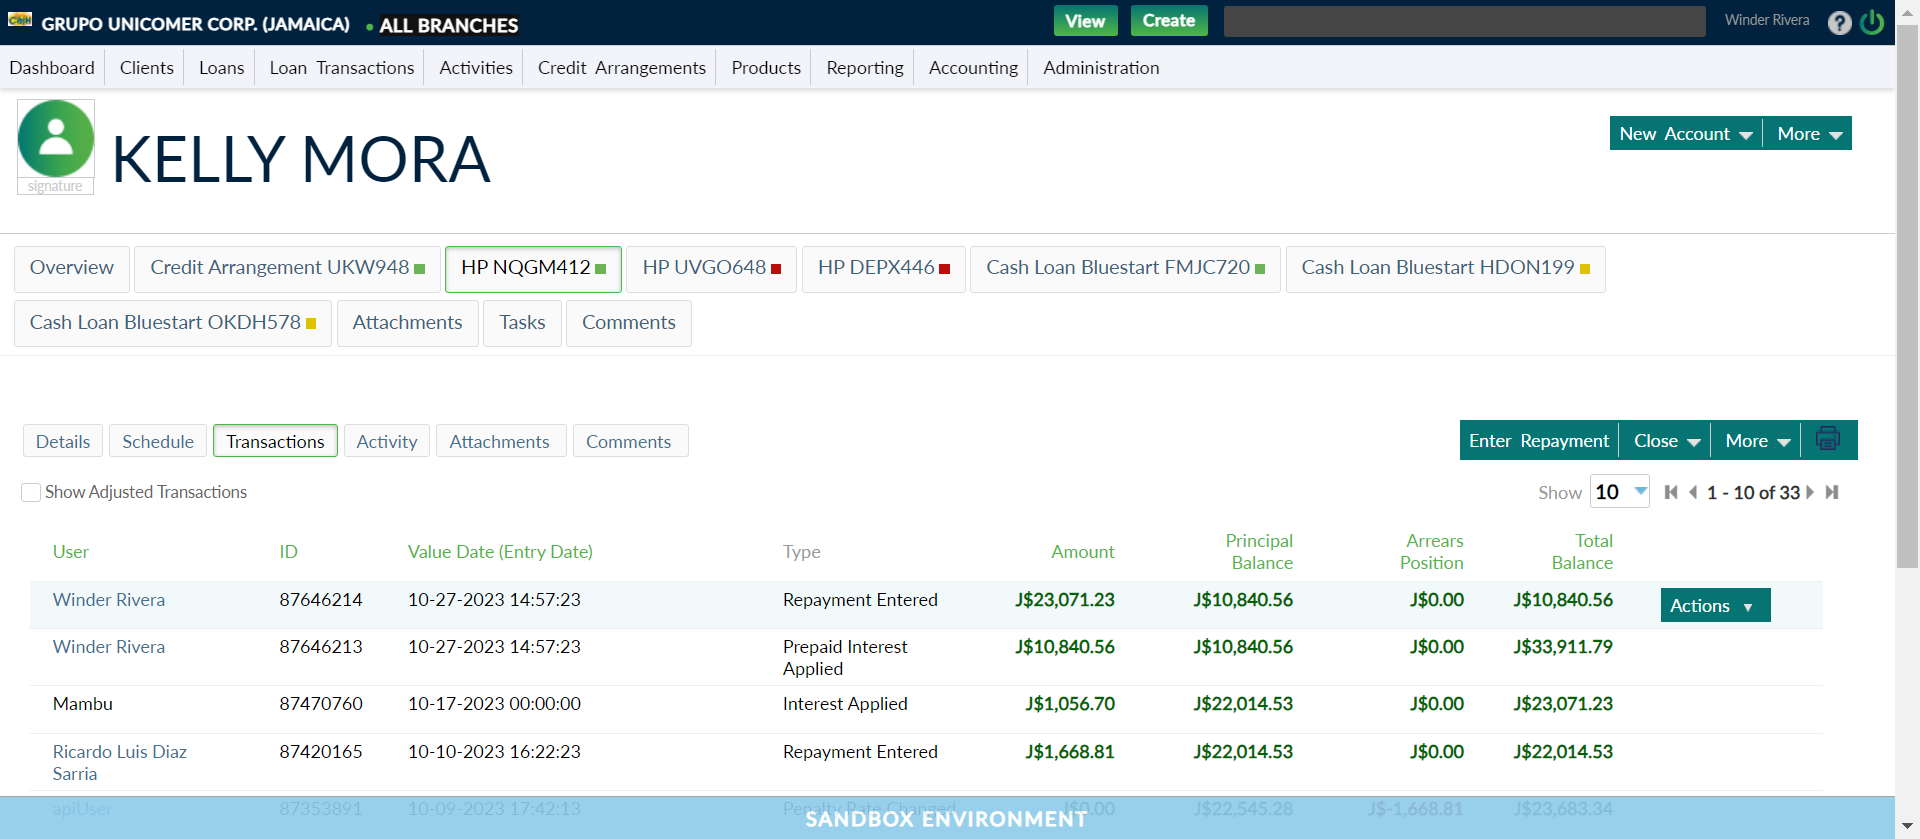 GRUPO UNICOMER CORP. (JAMAICA) • ALL BRANCHES View Create Winder Rivera ?
Dashboard Clients Loans Loan Transactions Activities Credit Arrangements Products Reporting Accounting Administration
KELLY MORA
New Account More
signature
Overview Credit Arrangement UKW948 HP NQGM412 HP UVGO648 HP DEPX446 Cash Loan Bluestart FMJC720 Cash Loan Bluestart HDON199
Cash Loan Bluestart OKDH578 Attachments Tasks Comments
Details Schedule Transactions Activity Attachments Comments Enter Repayment Close More
Show Adjusted Transactions Show 10 1 - 10 of 33
User ID Value Date (Entry Date) Type Amount Principal Balance Arrears Position Total Balance
Winder Rivera 87646214 10-27-2023 14:57:23 Repayment Entered J$23,071.23 J$10,840.56 J$0.00 J$10,840.56 Actions
Winder Rivera 87646213 10-27-2023 14:57:23 Prepaid Interest Applied J$10,840.56 J$10,840.56 J$0.00 J$33,911.79
Mambu 87470760 10-17-2023 00:00:00 Interest Applied J$1,056.70 J$22,014.53 J$0.00 J$23,071.23
Ricardo Luis Diaz Sarria 87420165 10-10-2023 16:22:23 Repayment Entered J$1,668.81 J$22,014.53 J$0.00 J$22,014.53
apiUser 87353891 10-09-2023 17:42:13 Penalty Rate Changed J$0.00 J$22,545.28 J$-1,668.81 J$23,683.34
SANDBOX ENVIRONMENT